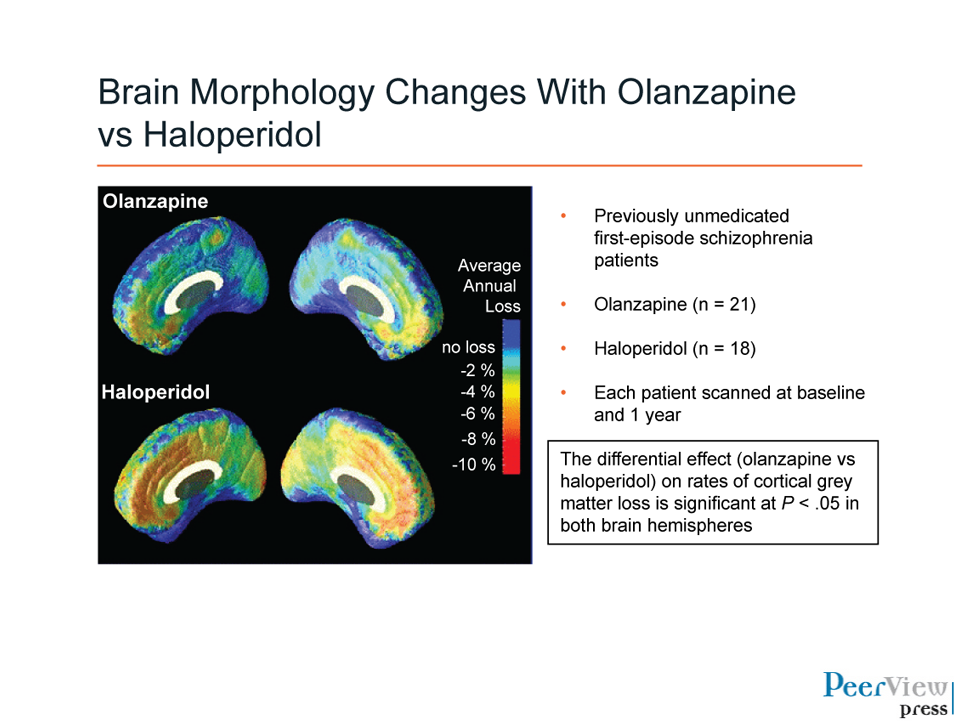 Brain Morphology Changes With Olanzapine
vs Haloperidol
Olanzapine
Average
Annual
Loss
no loss
-2 %
-4 %
-6 %
-8 %
-10 %
Haloperidol
• Previously unmedicated
first-episode schizophrenia
patients
• Olanzapine (n = 21)
• Haloperidol (n = 18)
• Each patient scanned at baseline
and 1 year
The differential effect (olanzapine vs
haloperidol) on rates of cortical grey
matter loss is significant at P < .05 in
both brain hemispheres
PeerView
press